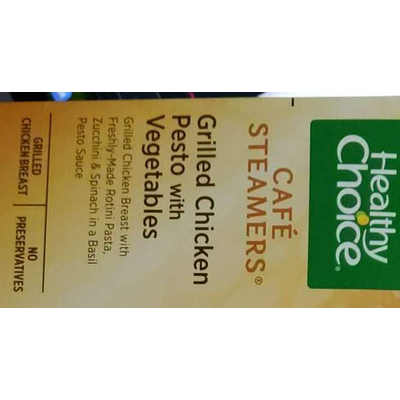 Healthy
Choice®
CAFÉ
STEAMERS®
Grilled Chicken
Pesto with
Vegetables
Grilled Chicken Breast with
Freshly-Made Rotini Pasta,
Zucchini & Spinach in a Basil
Pesto Sauce
GRILLED
CHICKEN BREAST
NO
PRESERVATIVES